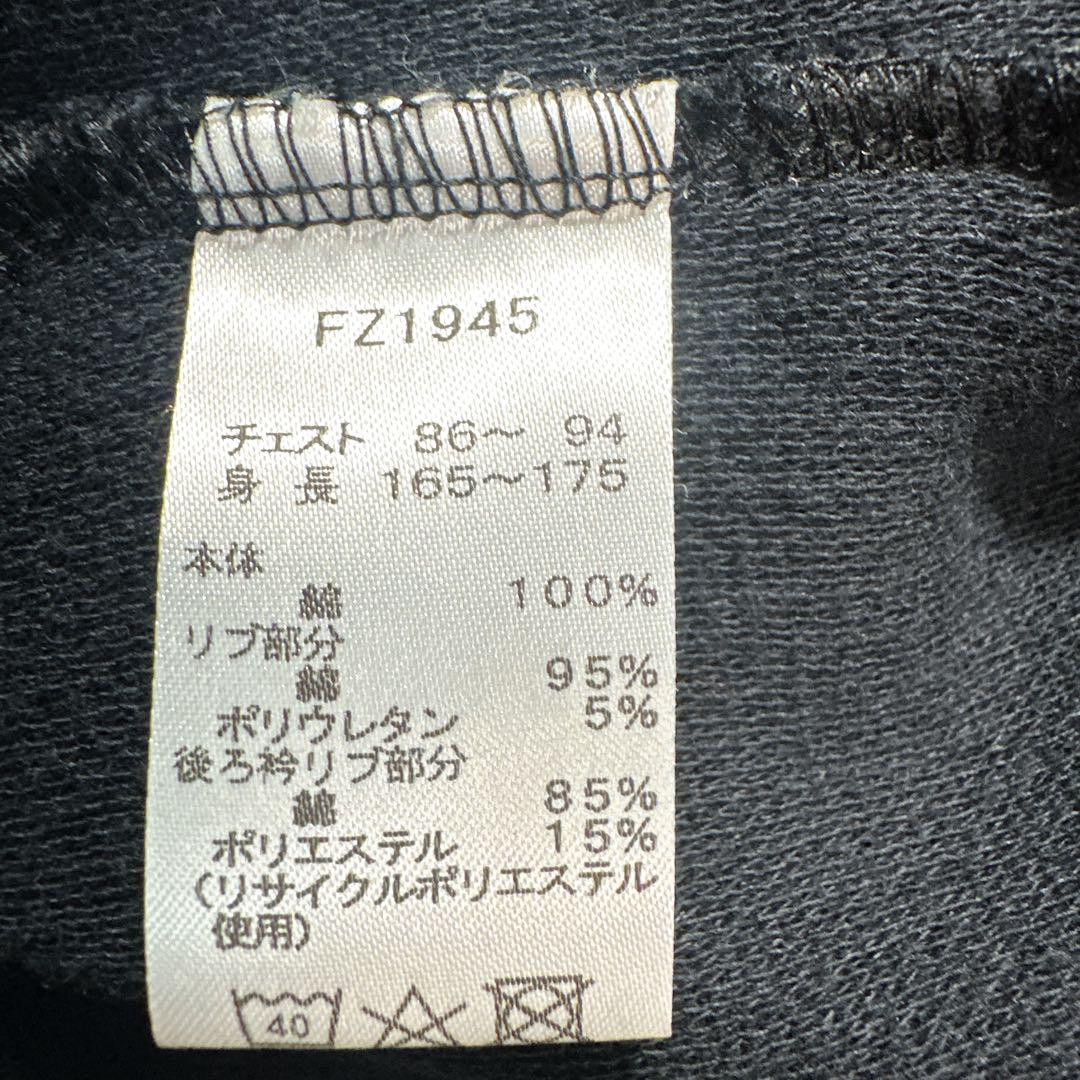 FZ1945
チェスト 86～ 94
身 長 165～175
本体
綿 100%
リブ部分
綿 95%
ポリウレタン 5%
後ろ衿リブ部分
綿 85%
ポリエステル 15%
(リサイクルポリエステル
使用)
40